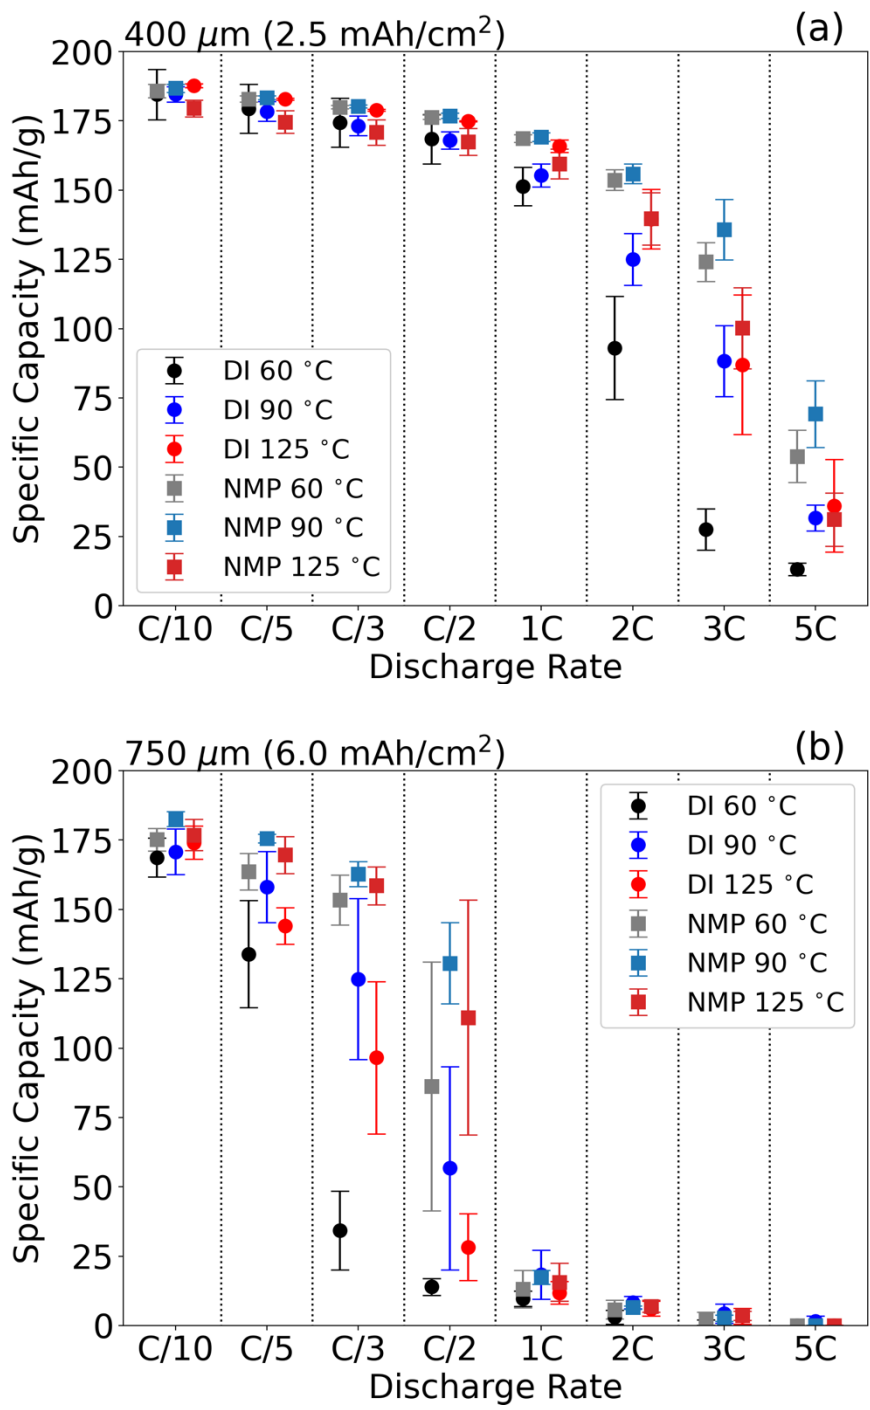 400 μm (2.5 mAh/cm²)
(a)
Specific Capacity (mAh/g)
200
175
150
125
100
75
50
25
0
DI 60 °C
DI 90 °C
DI 125 °C
NMP 60 °C
NMP 90 °C
NMP 125 °C
C/10 C/5 C/3 C/2 1C 2C 3C 5C
Discharge Rate
750 μm (6.0 mAh/cm²)
(b)
Specific Capacity (mAh/g)
200
175
150
125
100
75
50
25
0
DI 60 °C
DI 90 °C
DI 125 °C
NMP 60 °C
NMP 90 °C
NMP 125 °C
C/10 C/5 C/3 C/2 1C 2C 3C 5C
Discharge Rate